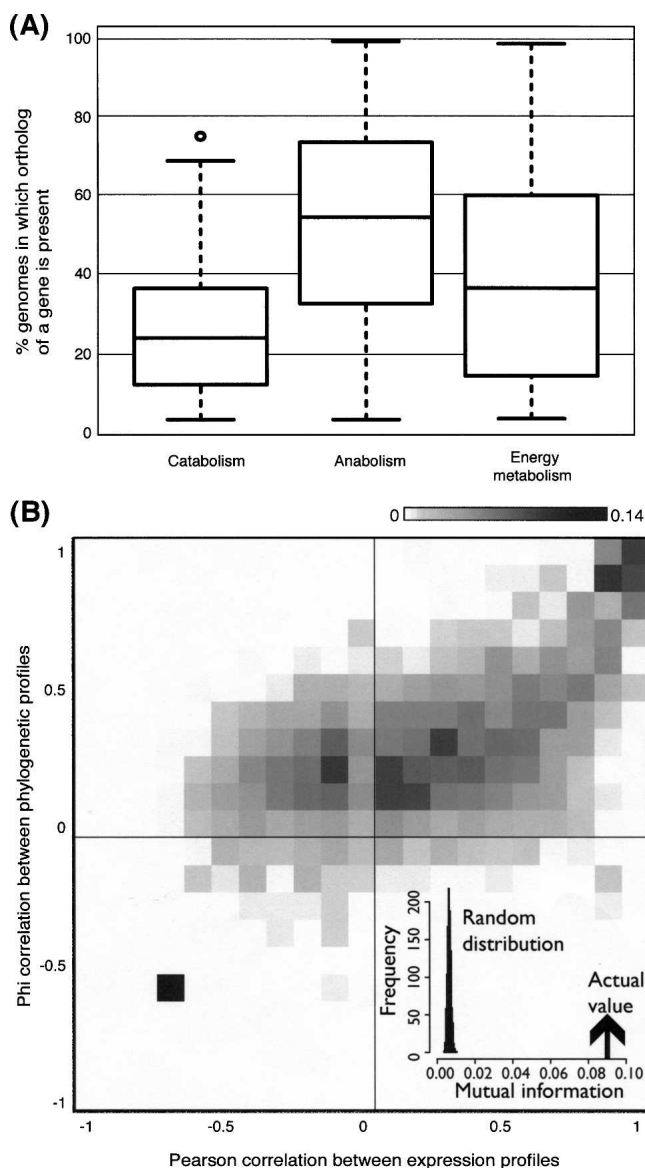 (A)
% genomes in which ortholog
of a gene is present
100
80
60
40
20
0
Catabolism
Anabolism
Energy
metabolism
(B)
0
0.14
Phi correlation between phylogenetic profiles
1
0.5
0
-0.5
-1
-1
-0.5
0
0.5
1
Pearson correlation between expression profiles
Frequency
200
150
100
50
0
Random
distribution
Actual
value
0.00
0.02
0.04
0.06
0.08
0.10
Mutual information